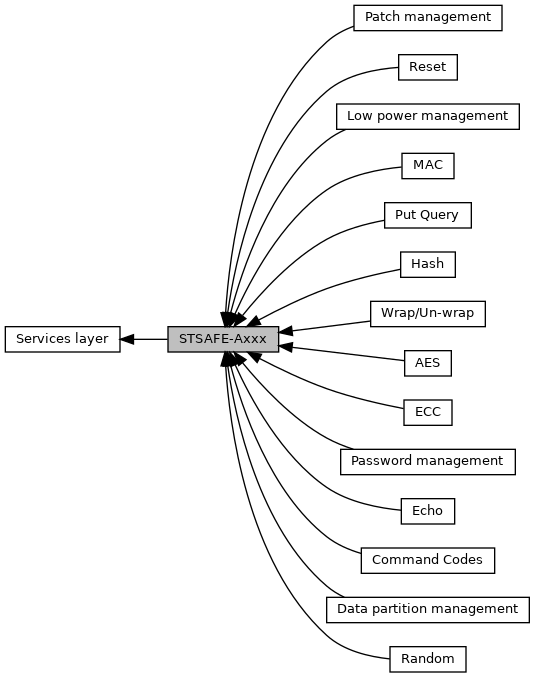 Patch management
Reset
Low power management
MAC
Put Query
Hash
Wrap/Un-wrap
Services layer
STSAFE-Axxx
AES
ECC
Password management
Echo
Command Codes
Data partition management
Random